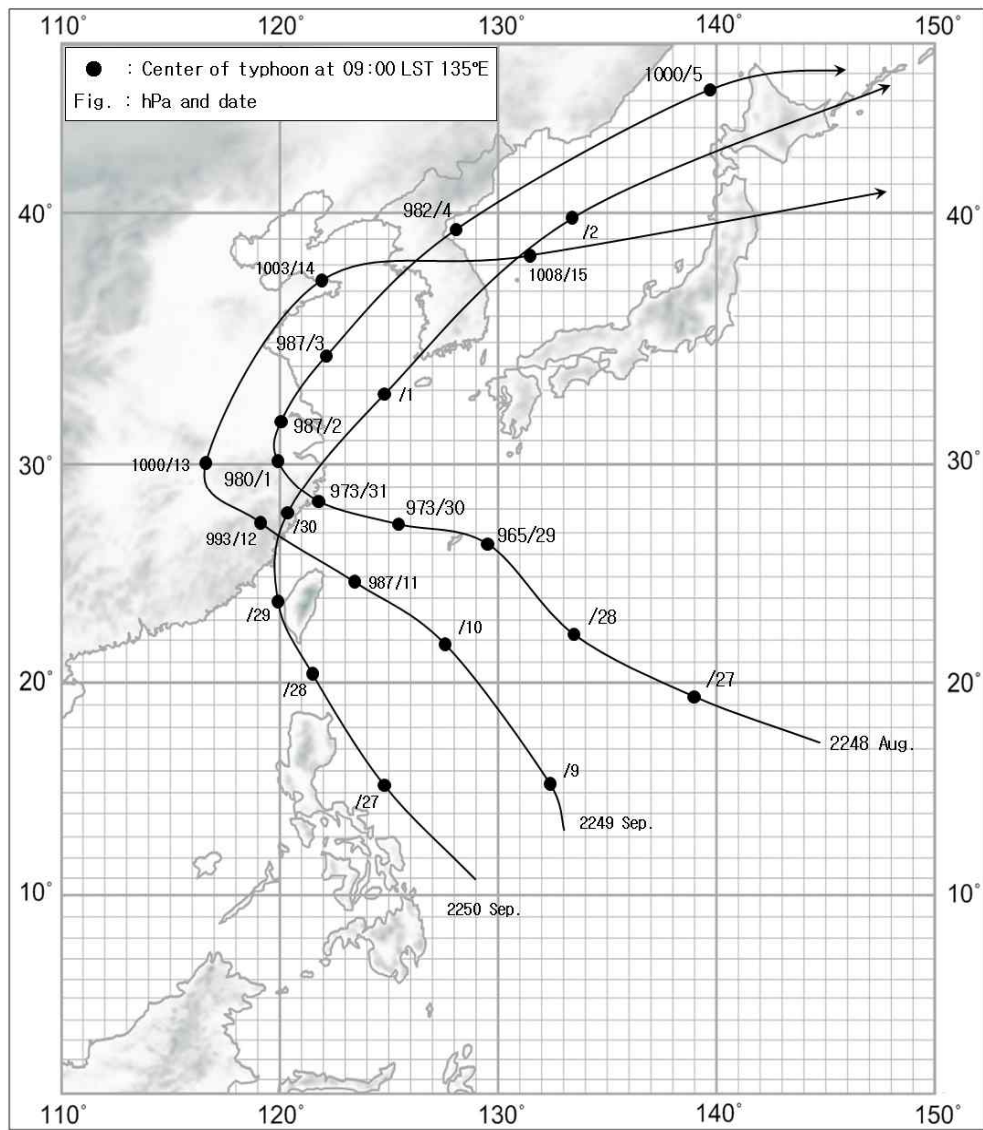 110° 120° 130° 140° 150°
● : Center of typhoon at 09:00 LST 135°E
Fig. : hPa and date
1000/5
40° 982/4 40°
/2
1003/14
1008/15
987/3
/1
987/2
30° 1000/13 980/1 30°
973/31
973/30
/30
965/29
993/12
987/11
/29
/10
/28
/28
20° /27 20°
2248 Aug.
/9
/27
2249 Sep.
10° 10°
2250 Sep.
110° 120° 130° 140° 150°